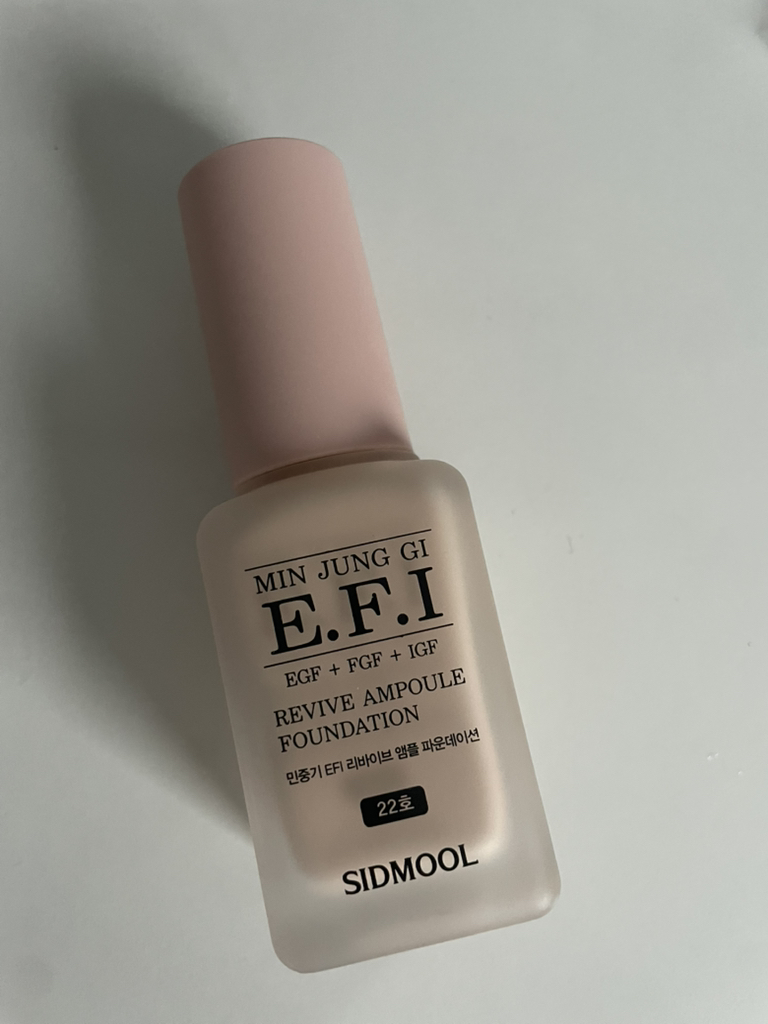 MIN JUNG GI
E.F.I
EGF + FGF + IGF
REVIVE AMPOULE
FOUNDATION
민중기 EFI 리바이브 앰플 파운데이션
22호
SIDMOOL